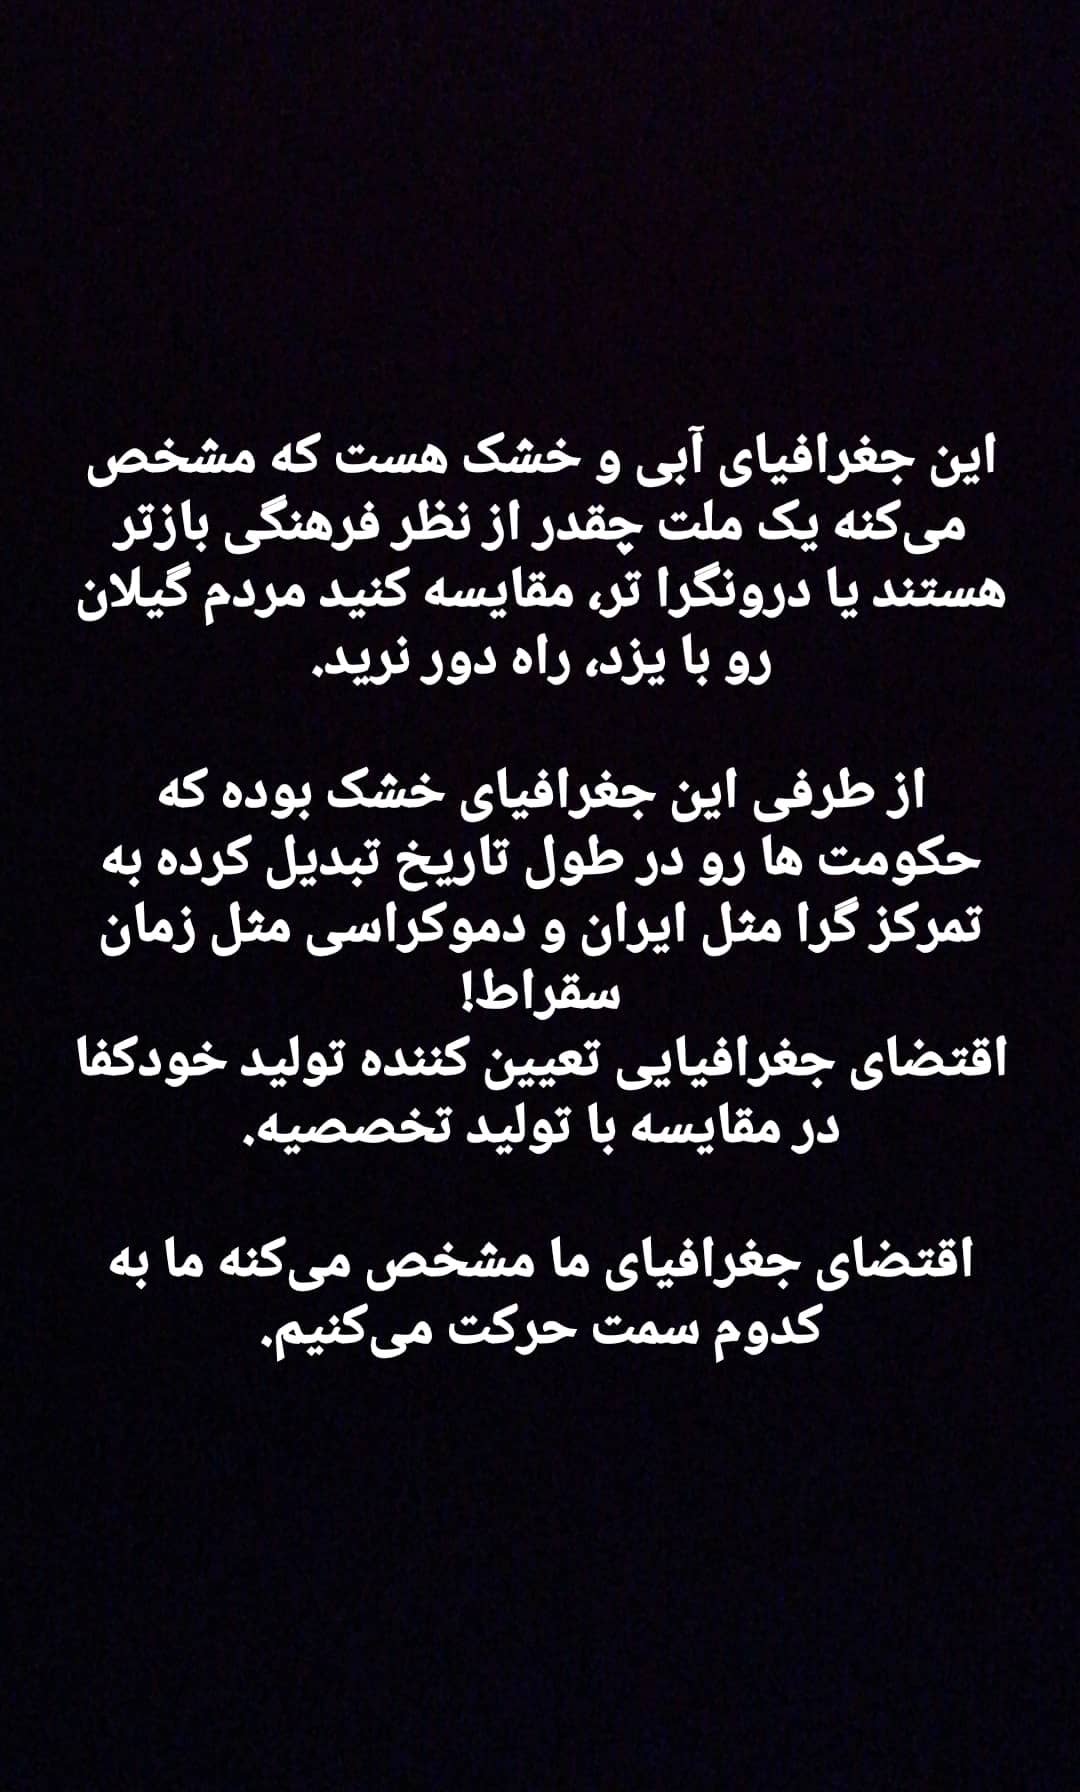 این جغرافیای آبی و خشک هست که مشخص
می‌کنه یک ملت چقدر از نظر فرهنگی بازتر
هستند یا درونگرا تر، مقایسه کنید مردم گیلان
رو با یزد، راه دور نرید.
از طرفی این جغرافیای خشک بوده که
حکومت ها رو در طول تاریخ تبدیل کرده به
تمرکز گرا مثل ایران و دموکراسی مثل زمان
سقراط!
اقتضای جغرافیایی تعیین کننده تولید خودکفا
در مقایسه با تولید تخصصیه.
اقتضای جغرافیای ما مشخص می‌کنه ما به
کدوم سمت حرکت می‌کنیم.